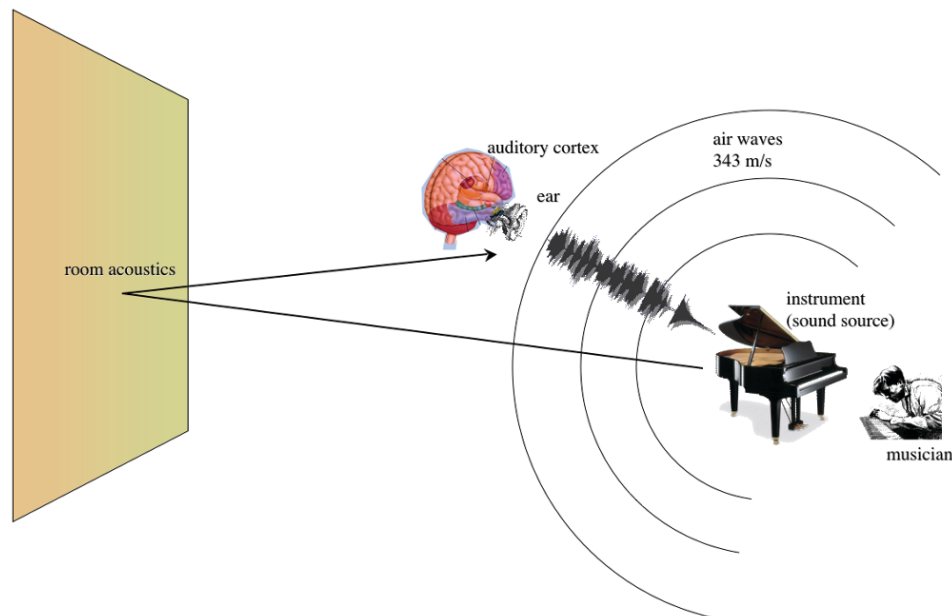 air waves
343 m/s
auditory cortex
ear
room acoustics
instrument
(sound source)
musician